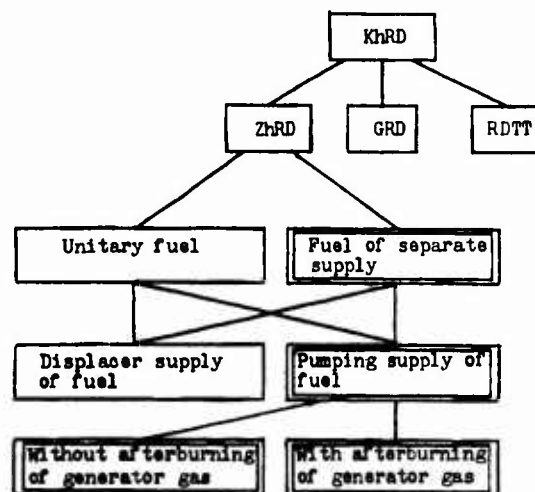 KhRD
ZhRD
GRD
RDTT
Unitary fuel
Fuel of separate
supply
Displacer supply
of fuel
Pumping supply of
fuel
Without afterburning
of generator gas
With afterburning
of generator gas